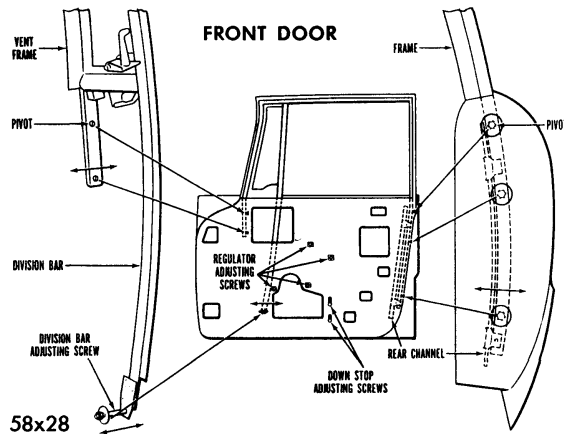 FRONT DOOR
VENT
FRAME
FRAME
PIVOT
PIVO
REGULATOR
ADJUSTING
SCREWS
DIVISION BAR
DIVISION BAR
ADJUSTING SCREW
REAR CHANNEL
DOWN STOP
ADJUSTING SCREWS
58x28